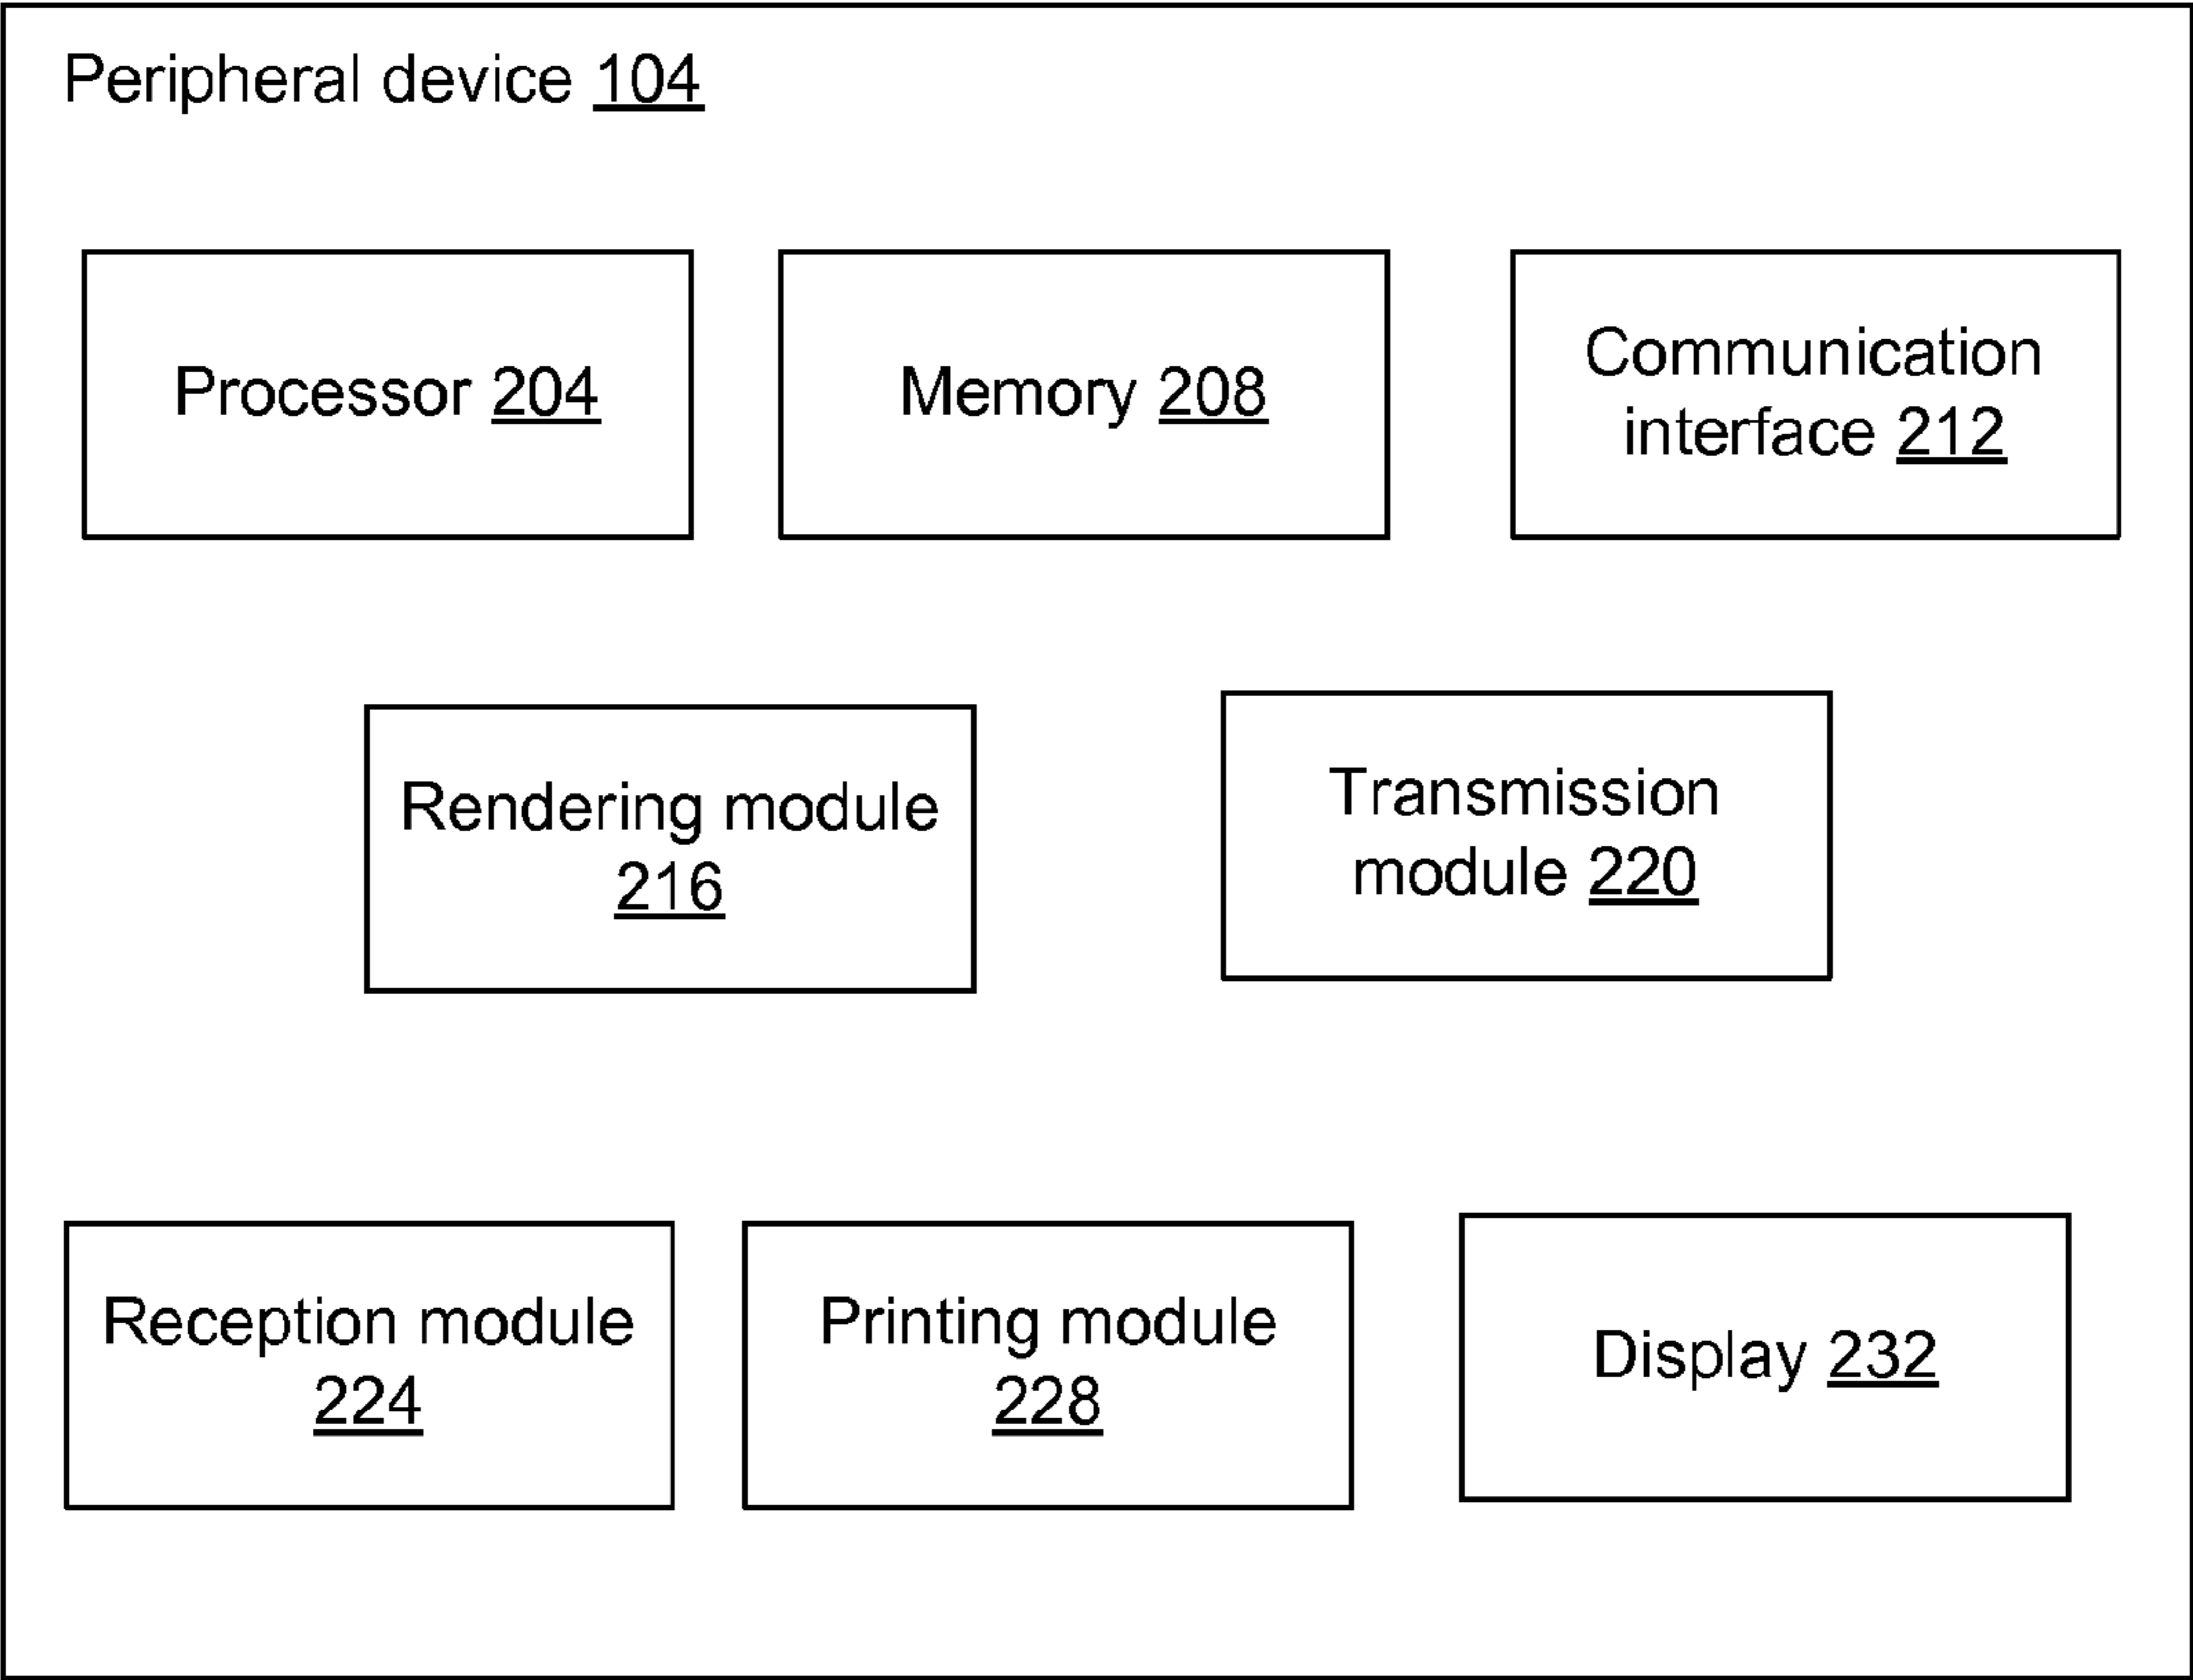 Peripheral device 104
Processor 204
Memory 208
Communication
interface 212
Rendering module
216
Transmission
module 220
Reception module
224
Printing module
228
Display 232